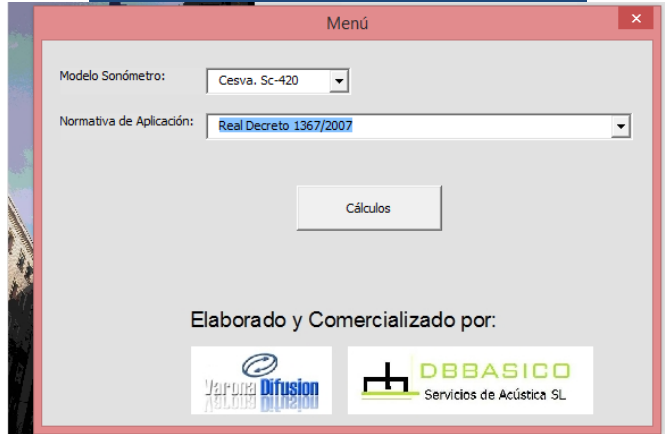 Menú
Modelo Sonómetro: Cesva. Sc-420
Normativa de Aplicación: Real Decreto 1367/2007
Cálculos
Elaborado y Comercializado por:
Varona Difusion
DBBASICO
Servicios de Acústica SL